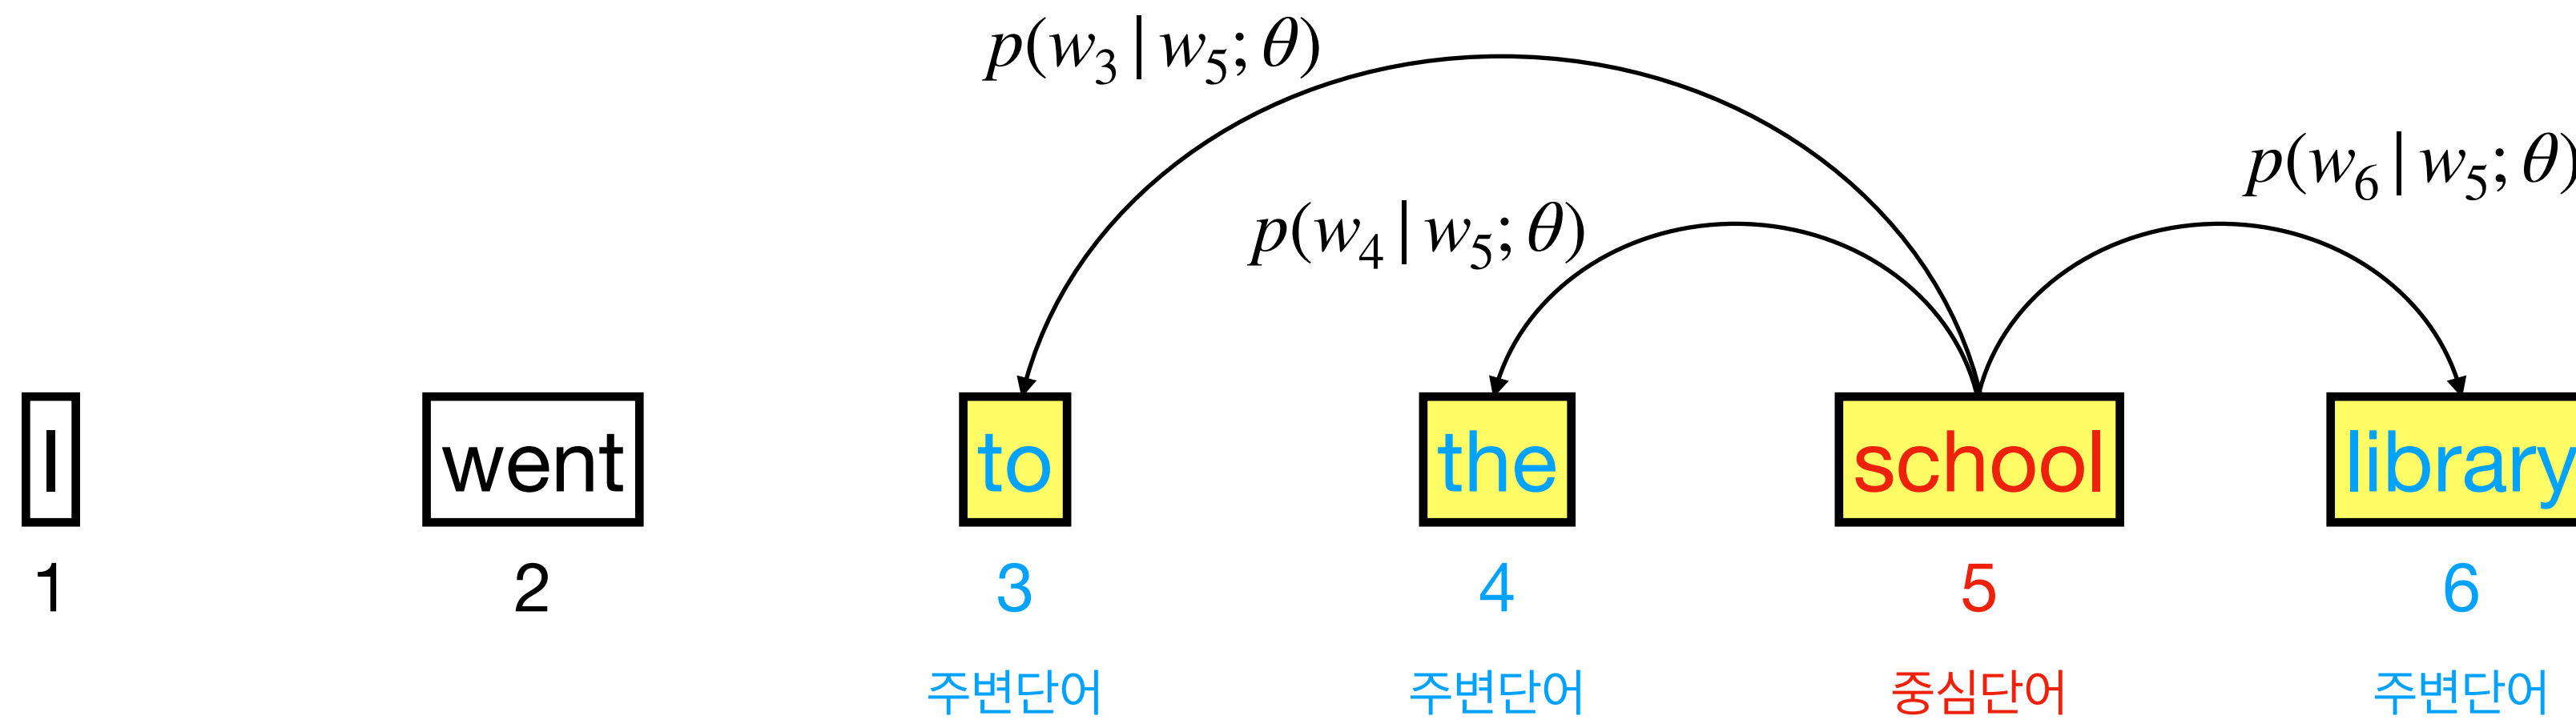 p(w₃|w₅; θ)
p(w₆|w₅; θ)
p(w₄|w₅; θ)
I went to the school library
1 2 3 4 5 6
주변단어 주변단어 중심단어 주변단어